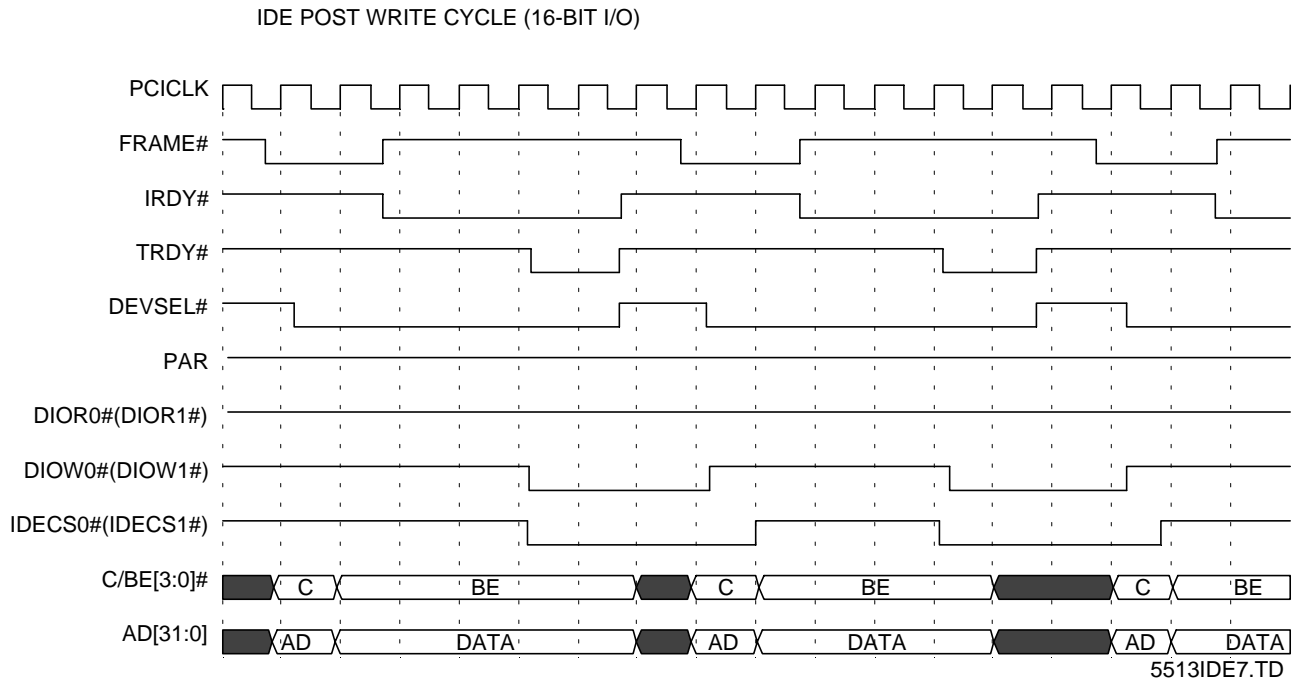 IDE POST WRITE CYCLE (16-BIT I/O)
PCICLK
FRAME#
IRDY#
TRDY#
DEVSEL#
PAR
DIOR0#(DIOR1#)
DIOW0#(DIOW1#)
IDECS0#(IDECS1#)
C/BE[3:0]# C BE C BE C BE
AD[31:0] AD DATA AD DATA AD DATA
5513IDE7.TD